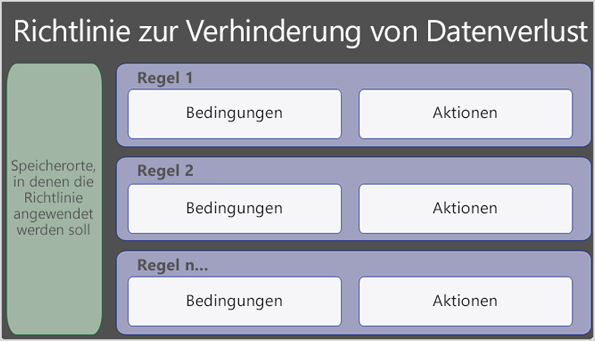 Richtlinie zur Verhinderung von Datenverlust
Speicherorte,
in denen die
Richtlinie
angewendet
werden soll
Regel 1
Bedingungen
Aktionen
Regel 2
Bedingungen
Aktionen
Regel n...
Bedingungen
Aktionen